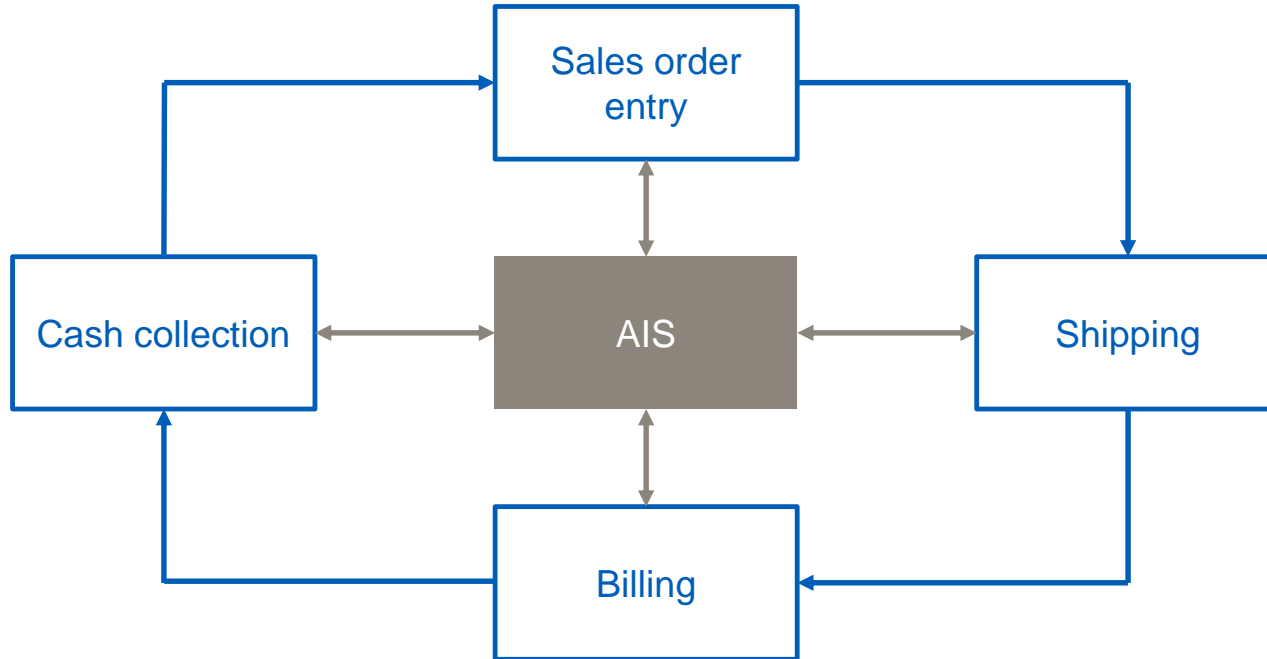 Sales order
entry
Cash collection
AIS
Shipping
Billing